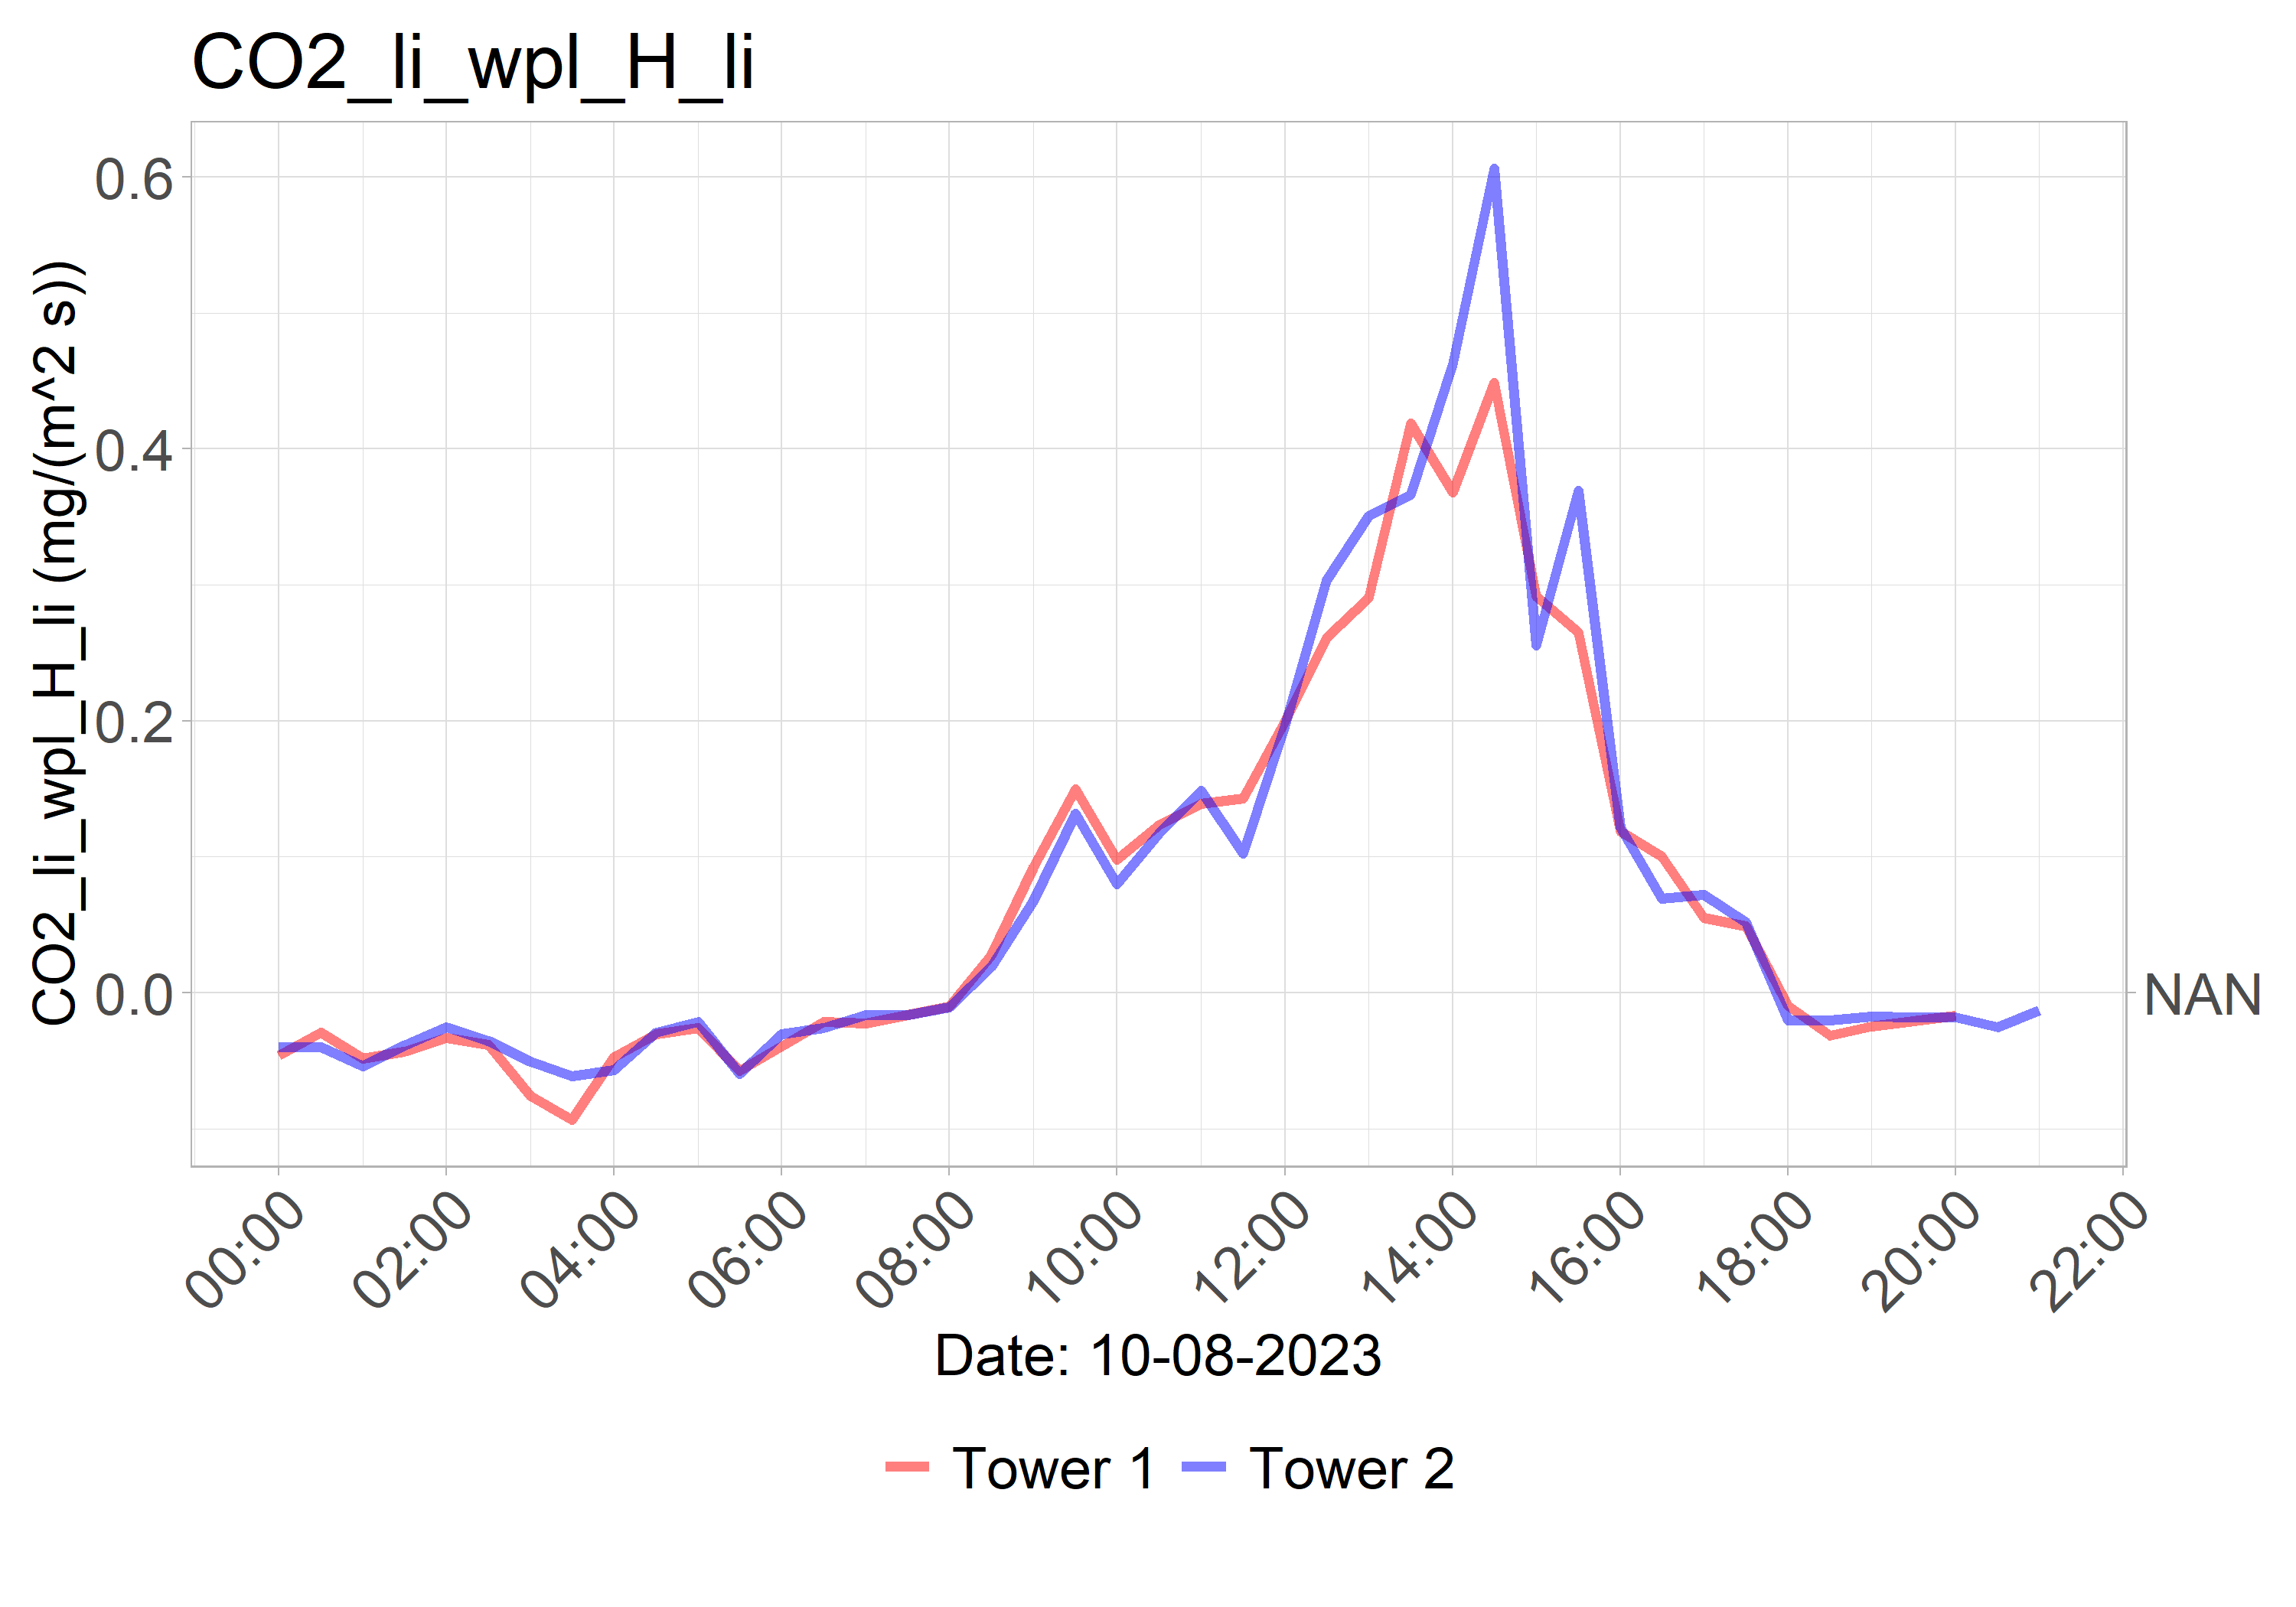 CO2_li_wpl_H_li
CO2_li_wpl_H_li (mg/(m^2 s))
0.6
0.4
0.2
0.0
NAN
00:00 02:00 04:00 06:00 08:00 10:00 12:00 14:00 16:00 18:00 20:00 22:00
Date: 10-08-2023
Tower 1 Tower 2